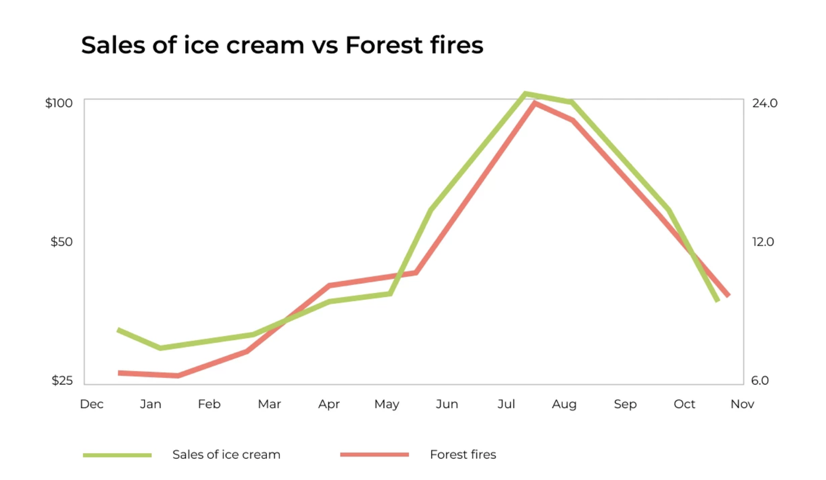 Sales of ice cream vs Forest fires
$100
24.0
$50
12.0
$25
6.0
Dec Jan Feb Mar Apr May Jun Jul Aug Sep Oct Nov
Sales of ice cream Forest fires